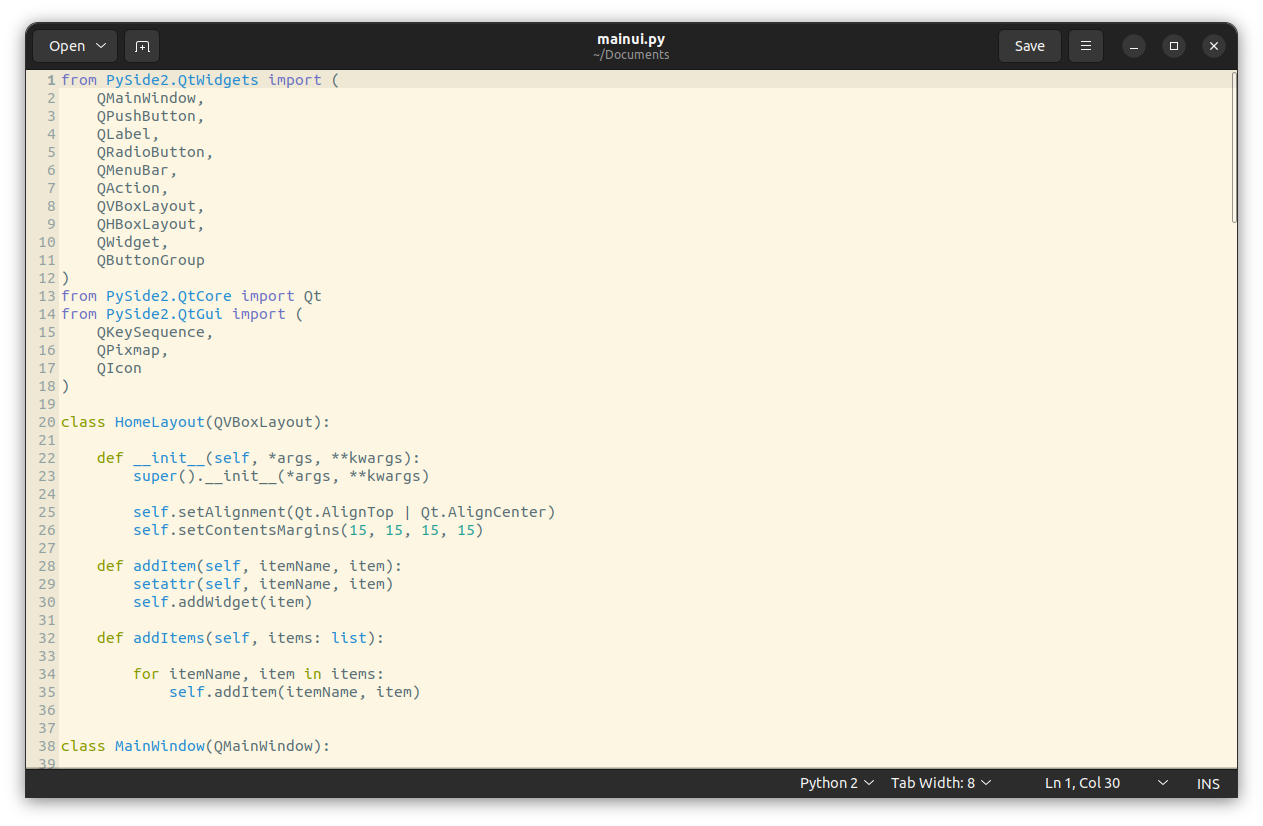 Open
mainui.py
~/Documents
Save
1 from PySide2.QtWidgets import (
2     QMainWindow,
3     QPushButton,
4     QLabel,
5     QRadioButton,
6     QMenuBar,
7     QAction,
8     QVBoxLayout,
9     QHBoxLayout,
10     QWidget,
11     QButtonGroup
12 )
13 from PySide2.QtCore import Qt
14 from PySide2.QtGui import (
15     QKeySequence,
16     QPixmap,
17     QIcon
18 )
19
20 class HomeLayout(QVBoxLayout):
21
22     def __init__(self, *args, **kwargs):
23         super().__init__(*args, **kwargs)
24
25         self.setAlignment(Qt.AlignTop | Qt.AlignCenter)
26         self.setContentsMargins(15, 15, 15, 15)
27
28     def addItem(self, itemName, item):
29         setattr(self, itemName, item)
30         self.addWidget(item)
31
32     def addItems(self, items: list):
33
34         for itemName, item in items:
35             self.addItem(itemName, item)
36
37
38 class MainWindow(QMainWindow):
39
Python 2 Tab Width: 8 Ln 1, Col 30 INS